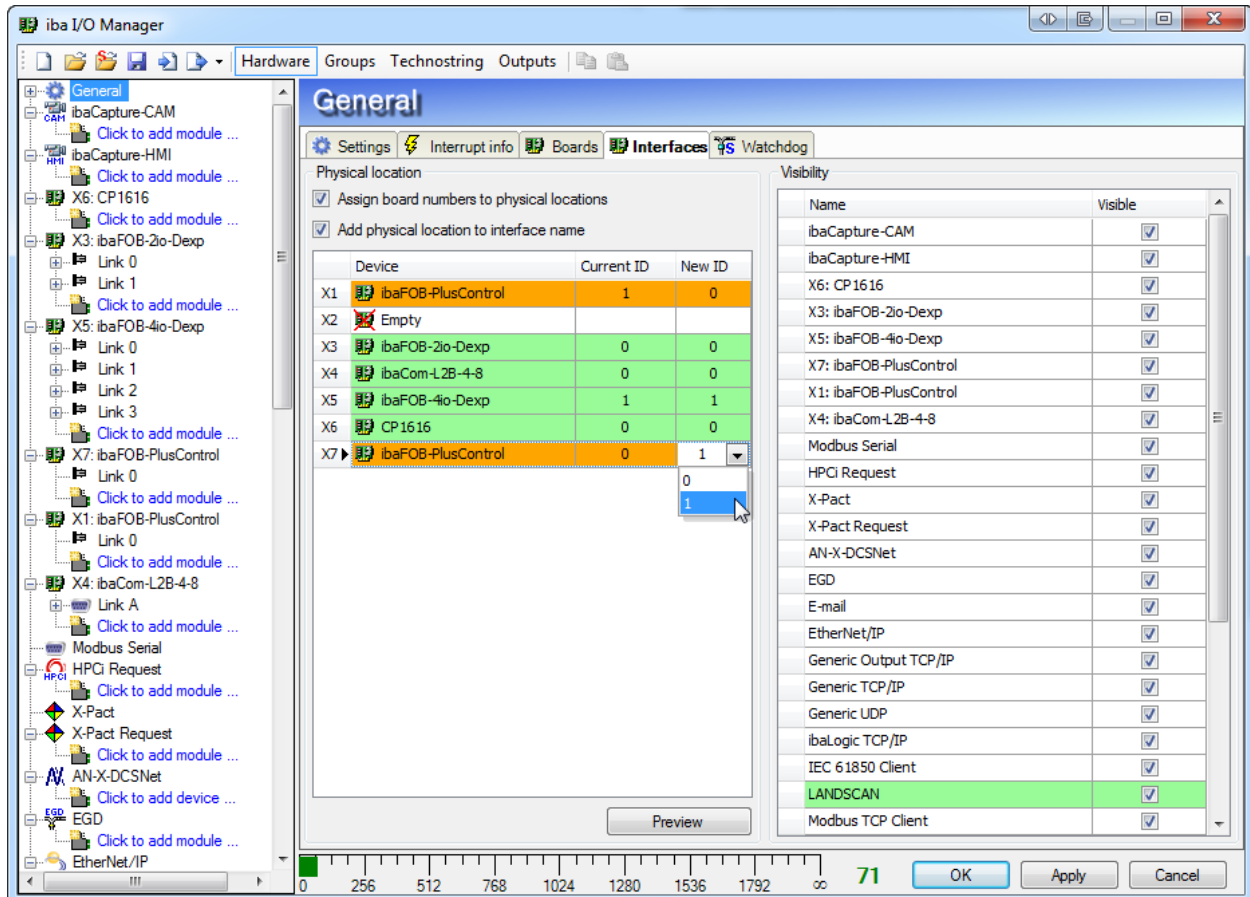 iba I/O Manager
Hardware Groups Technostring Outputs
General
ibaCapture-CAM
Click to add module ...
ibaCapture-HMI
Click to add module ...
X6: CP1616
Click to add module ...
X3: ibaFOB-2io-Dexp
Link 0
Link 1
Click to add module ...
X5: ibaFOB-4io-Dexp
Link 0
Link 1
Link 2
Link 3
Click to add module ...
X7: ibaFOB-PlusControl
Link 0
Click to add module ...
X1: ibaFOB-PlusControl
Link 0
Click to add module ...
X4: ibaCom-L2B-4-8
Link A
Click to add module ...
Modbus Serial
HPCi Request
Click to add module ...
X-Pact
X-Pact Request
Click to add module ...
AN-X-DCSNet
Click to add device ...
EGD
Click to add module ...
EtherNet/IP
CAM
HMI
HPCI
EGD
General
Settings Interrupt info Boards Interfaces Watchdog
Physical location
Assign board numbers to physical locations
Add physical location to interface name
Device Current ID New ID
X1 ibaFOB-PlusControl 1 0
X2 Empty
X3 ibaFOB-2io-Dexp 0 0
X4 ibaCom-L2B-4-8 0 0
X5 ibaFOB-4io-Dexp 1 1
X6 CP1616 0 0
X7 ibaFOB-PlusControl 0 1
0
1
Preview
Visibility
Name Visible
ibaCapture-CAM
ibaCapture-HMI
X6: CP1616
X3: ibaFOB-2io-Dexp
X5: ibaFOB-4io-Dexp
X7: ibaFOB-PlusControl
X1: ibaFOB-PlusControl
X4: ibaCom-L2B-4-8
Modbus Serial
HPCi Request
X-Pact
X-Pact Request
AN-X-DCSNet
EGD
E-mail
EtherNet/IP
Generic Output TCP/IP
Generic TCP/IP
Generic UDP
ibaLogic TCP/IP
IEC 61850 Client
LANDSCAN
Modbus TCP Client
0 256 512 768 1024 1280 1536 1792 ∞
71
OK Apply Cancel